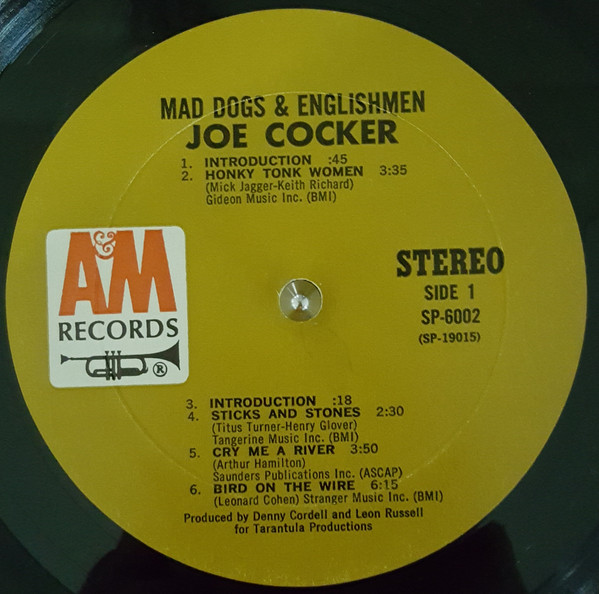 MAD DOGS & ENGLiSHMEN
JOE COCKER
1. INTRODUCTION :45
2. HONKY TONK WOMEN 3:35
(Mick Jagger-Keith Richard)
Gideon Music Inc. (BMI)
A&M
RECORDS
®
STEREO
SIDE 1
SP-6002
(SP-19015)
3. INTRODUCTION :18
4. STICKS AND STONES 2:30
(Titus Turner-Henry Glover)
Tangerine Music Inc. (BMI)
5. CRY ME A RIVER 3:50
(Arthur Hamilton)
Saunders Publications Inc. (ASCAP)
6. BIRD ON THE WIRE 6:15
(Leonard Cohen) Stranger Music Inc. (BMI)
Produced by Denny Cordell and Leon Russell
for Tarantula Productions